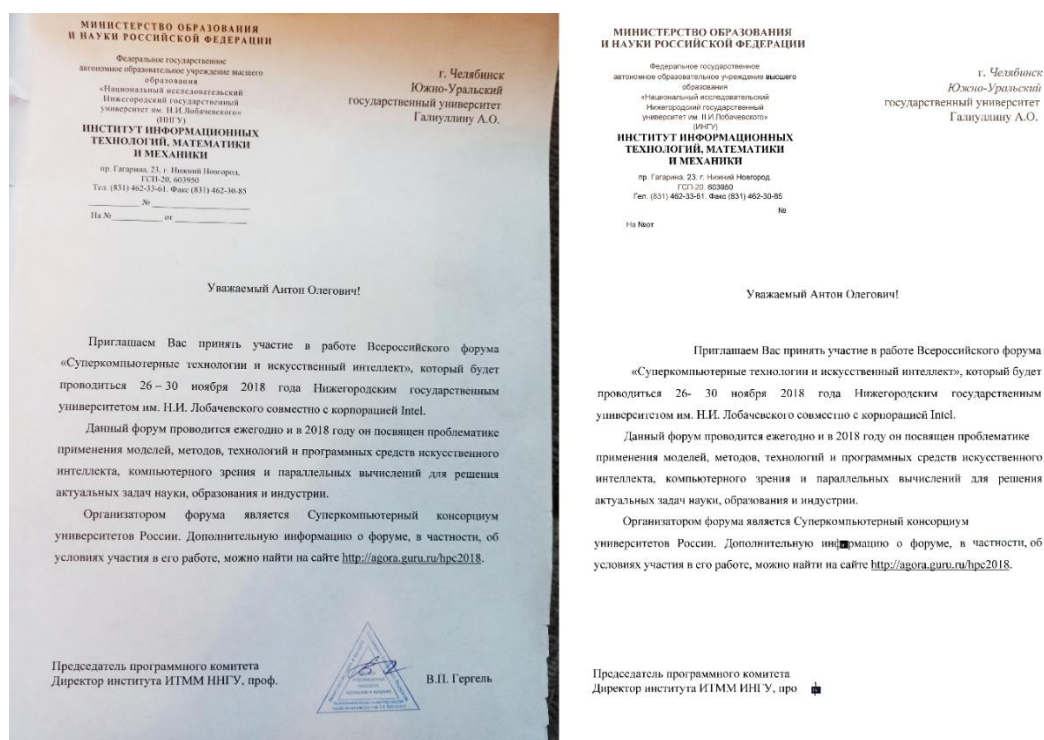 МИНИСТЕРСТВО ОБРАЗОВАНИЯ
И НАУКИ РОССИЙСКОЙ ФЕДЕРАЦИИ
Федеральное государственное
автономное образовательное учреждение высшего
образования
«Национальный исследовательский
Нижегородский государственный
университет им. Н.И.Лобачевского»
(ННГУ)
ИНСТИТУТ ИНФОРМАЦИОННЫХ
ТЕХНОЛОГИЙ, МАТЕМАТИКИ
И МЕХАНИКИ
пр. Гагарина, 23, г. Нижний Новгород,
ГСП-20, 603950
Тел. (831) 462-33-61. Факс (831) 462-30-85
№
На № от
г. Челябинск
Южно-Уральский
государственный университет
Галиуллину А.О.
Уважаемый Антон Олегович!
Приглашаем Вас принять участие в работе Всероссийского форума
«Суперкомпьютерные технологии и искусственный интеллект», который будет
проводиться 26 – 30 ноября 2018 года Нижегородским государственным
университетом им. Н.И. Лобачевского совместно с корпорацией Intel.
Данный форум проводится ежегодно и в 2018 году он посвящен проблематике
применения моделей, методов, технологий и программных средств искусственного
интеллекта, компьютерного зрения и параллельных вычислений для решения
актуальных задач науки, образования и индустрии.
Организатором форума является Суперкомпьютерный консорциум
университетов России. Дополнительную информацию о форуме, в частности, об
условиях участия в его работе, можно найти на сайте http://agora.guru.ru/hpc2018.
Председатель программного комитета
Директор института ИТММ ННГУ, проф.
В.П. Гергель
МИНИСТЕРСТВО ОБРАЗОВАНИЯ
И НАУКИ РОССИЙСКОЙ ФЕДЕРАЦИИ
Федеральное государственное
автономное образовательное учреждение высшего
образования
«Национальный исследовательский
Нижегородский государственный
университет им. Н.И.Лобачевского»
(ИНГУ)
ИНСТИТУТ ИНФОРМАЦИОННЫХ
ТЕХНОЛОГИЙ, МАТЕМАТИКИ
И МЕХАНИКИ
пр. Гагарина, 23. г. Нижний Новгород.
ГСП-20. 603950
Гел. (831) 462-33-61. Факс (831) 462-30-85
№
На №от
г. Челябинск
Южно-Уральский
государственный университет
Галиуллину А.О.
Уважаемый Антон Олегович!
Приглашаем Вас принять участие в работе Всероссийского форума
«Суперкомпьютерные технологии и искусственный интеллект», который будет
проводиться 26- 30 ноября 2018 года Нижегородским государственным
университетом им. Н.И. Лобачевского совместно с корпорацией Intel.
Данный форум проводится ежегодно и в 2018 году он посвящен проблематике
применения моделей, методов, технологий и программных средств искусственного
интеллекта, компьютерного зрения и параллельных вычислений для решения
актуальных задач науки, образования и индустрии.
Организатором форума является Суперкомпьютерный консорциум
университетов России. Дополнительную информацию о форуме, в частности, об
условиях участия в его работе, можно найти на сайте http://agora.guru.ru/hpc2018.
Председатель программного комитета
Директор института ИТММ ИНГУ, про